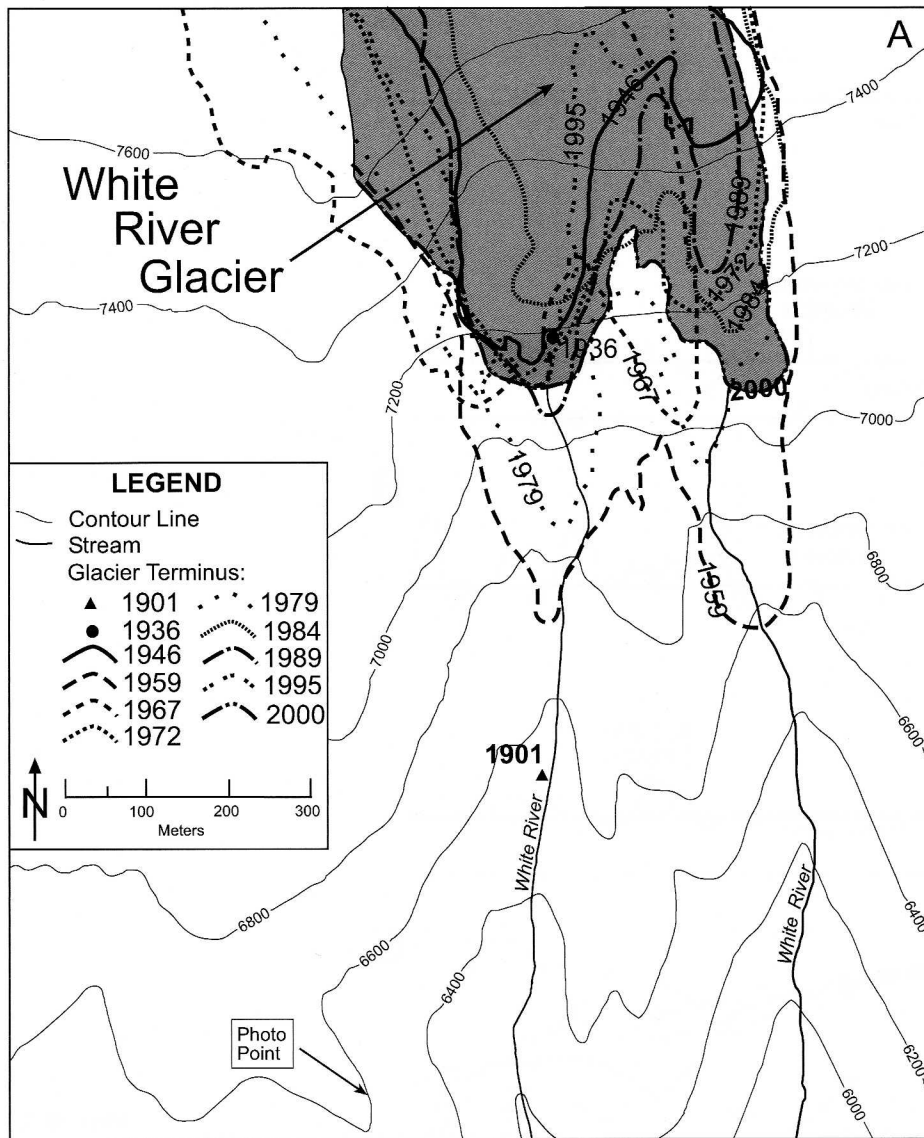 A
7400
7600
White
River
Glacier
1995
1946
1989
7200
1972
1984
7400
1936
1967
2000
7200
7000
1979
6800
1959
7000
LEGEND
Contour Line
Stream
Glacier Terminus:
1901
1936
1946
1959
1967
1972
1979
1984
1989
1995
2000
N
0 100 200 300
Meters
6600
1901
White River
White River
6800
6600
6400
6400
6200
6000
Photo
Point